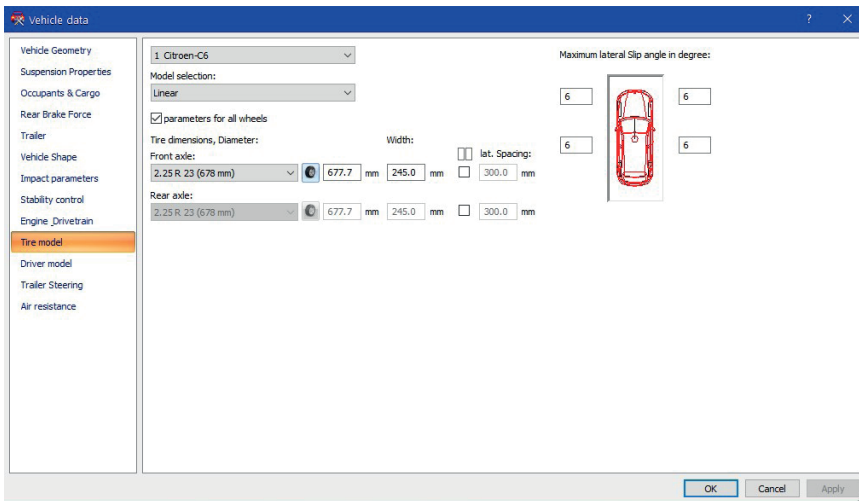 Vehicle data
Vehicle Geometry
Suspension Properties
Occupants & Cargo
Rear Brake Force
Trailer
Vehicle Shape
Impact parameters
Stability control
Engine_Drivetrain
Tire model
Driver model
Trailer Steering
Air resistance
1 Citroen-C6
Model selection:
Linear
parameters for all wheels
Tire dimensions, Diameter: Width:
Front axle: lat. Spacing:
2.25 R 23 (678 mm) 677.7 mm 245.0 mm 300.0 mm
Rear axle:
2.25 R 23 (678 mm) 677.7 mm 245.0 mm 300.0 mm
Maximum lateral Slip angle in degree:
6 6
6 6
OK Cancel Apply